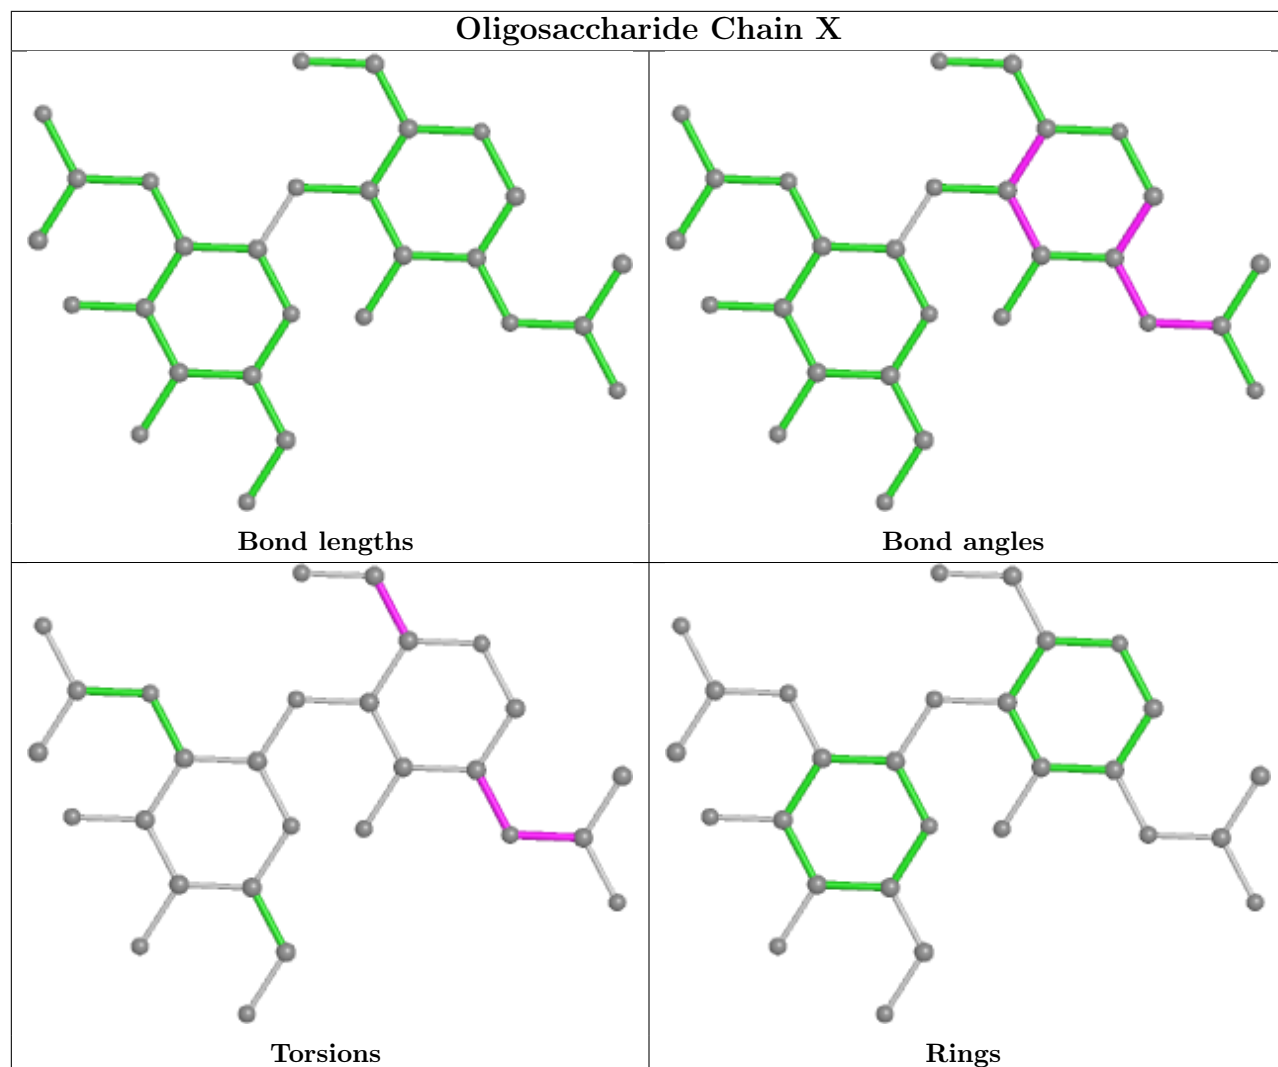 Oligosaccharide Chain X
Bond lengths
Bond angles
Torsions
Rings